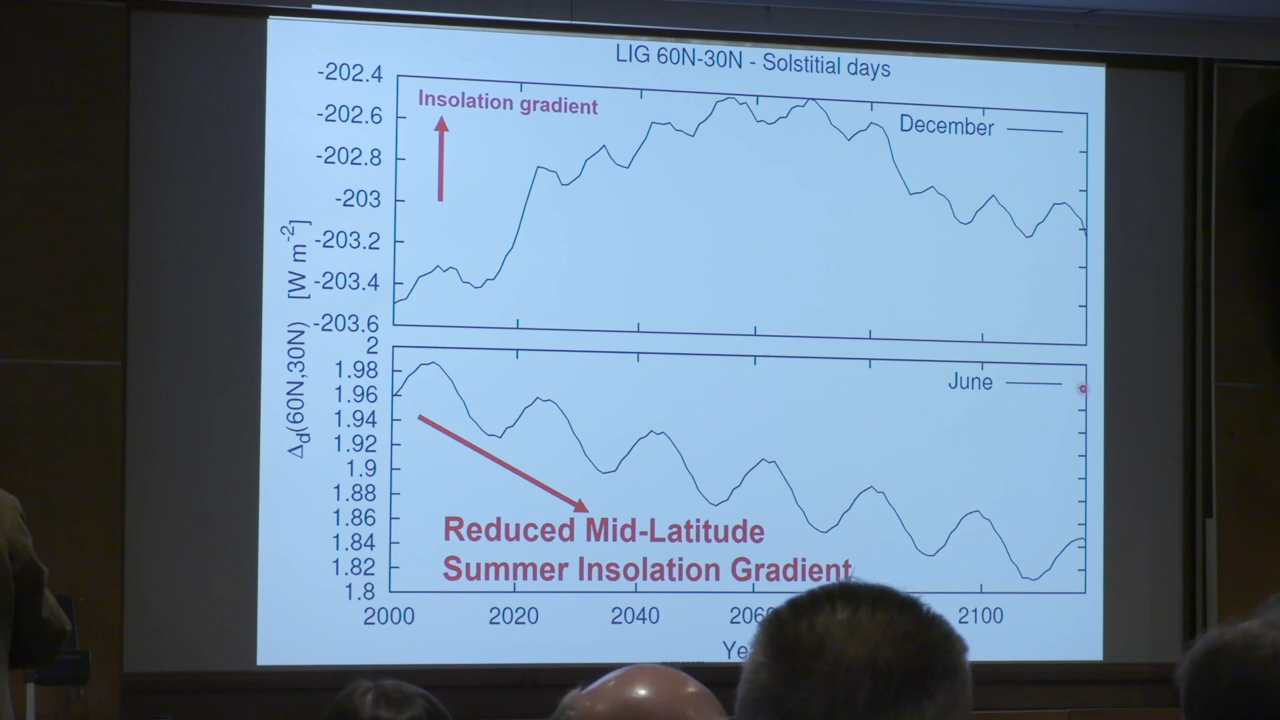 LIG 60N-30N - Solstitial days
Insolation gradient
December
-202.4
-202.6
-202.8
-203
-203.2
-203.4
-203.6
Δd(60N,30N) [W m-2]
June
2
1.98
1.96
1.94
1.92
1.9
1.88
1.86
1.84
1.82
1.8
Reduced Mid-Latitude
Summer Insolation Gradient
2000 2020 2040 2100